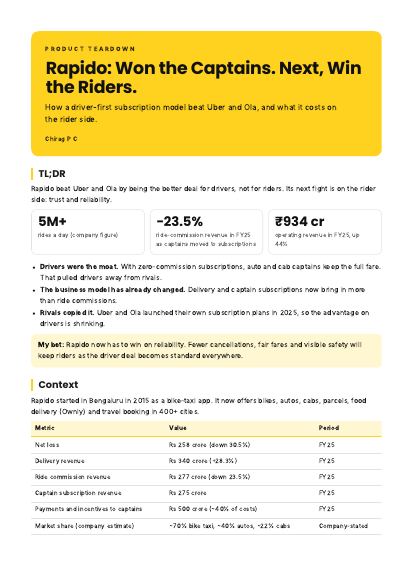 PRODUCT TEARDOWN
Rapido: Won the Captains. Next, Win
the Riders.
How a driver-first subscription model beat Uber and Ola, and what it costs on
the rider side.
Chirag P C
TL;DR
Rapido beat Uber and Ola by being the better deal for drivers, not for riders. Its next fight is on the rider
side: trust and reliability.
5M+
rides a day (company figure)
-23.5%
ride-commission revenue in FY25
as captains moved to subscriptions
₹934 cr
operating revenue in FY25, up
44%
• Drivers were the moat. With zero-commission subscriptions, auto and cab captains keep the full fare.
That pulled drivers away from rivals.
• The business model has already changed. Delivery and captain subscriptions now bring in more
than ride commissions.
• Rivals copied it. Uber and Ola launched their own subscription plans in 2025, so the advantage on
drivers is shrinking.
My bet: Rapido now has to win on reliability. Fewer cancellations, fair fares and visible safety will
keep riders as the driver deal becomes standard everywhere.
Context
Rapido started in Bengaluru in 2015 as a bike-taxi app. It now offers bikes, autos, cabs, parcels, food
delivery (Ownly) and travel booking in 400+ cities.
Metric Value Period
Net loss Rs 258 crore (down 30.5%) FY25
Delivery revenue Rs 340 crore (+28.3%) FY25
Ride commission revenue Rs 277 crore (down 23.5%) FY25
Captain subscription revenue Rs 275 crore FY25
Payments and incentives to captains Rs 500 crore (~40% of costs) FY25
Market share (company estimate) ~70% bike taxi, ~40% autos, ~22% cabs Company-stated